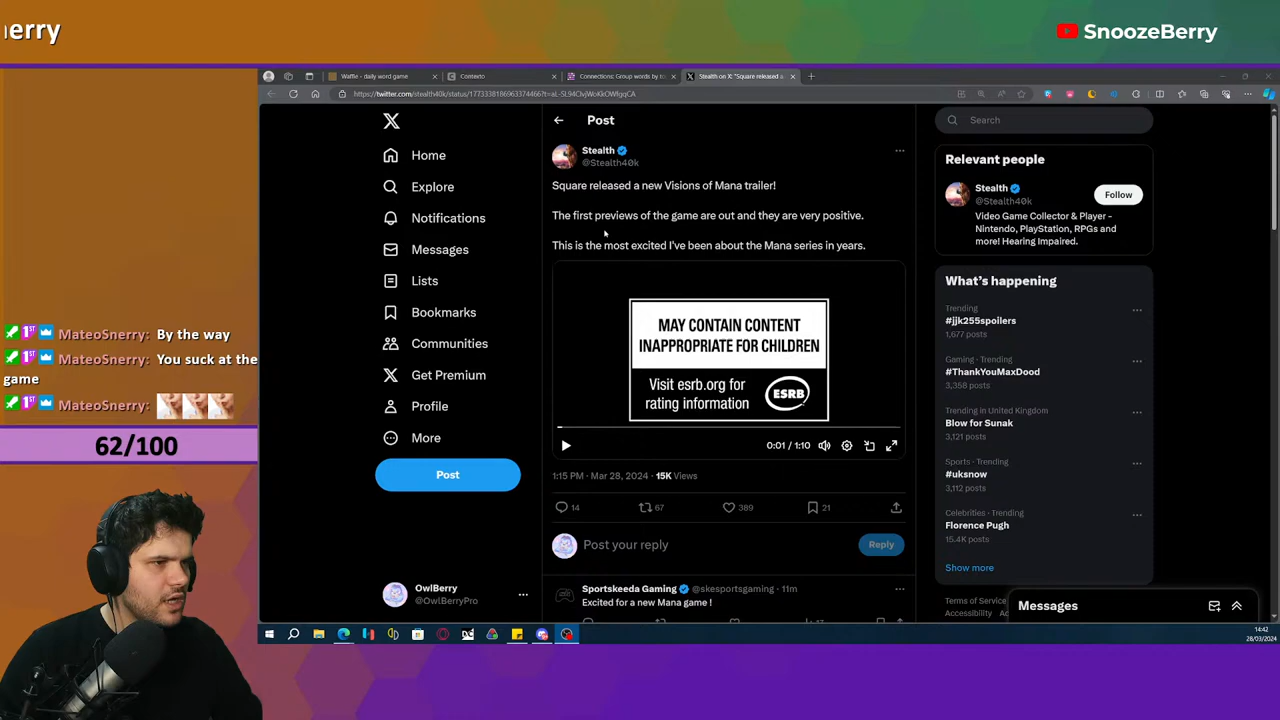 nerry
SnoozeBerry
Waffle - daily word game
Contexto
Connections: Group words by to
Stealth on X: "Square released a
https://twitter.com/stealth40k/status/
Post
Search
Stealth
@Stealth40k
Square released a new Visions of Mana trailer!
The first previews of the game are out and they are very positive.
This is the most excited I've been about the Mana series in years.
MAY CONTAIN CONTENT
INAPPROPRIATE FOR CHILDREN
Visit esrb.org for
rating information
ESRB
0:01 / 1:10
1:15 PM · Mar 28, 2024 · 15K Views
14
67
389
21
Post your reply
Reply
Sportskeeda Gaming @skesportsgaming · 11m
Excited for a new Mana game !
Home
Explore
Notifications
Messages
Lists
Bookmarks
Communities
Get Premium
Profile
More
Post
OwlBerry
@OwlBerryPro
Relevant people
Stealth
@Stealth40k
Follow
Video Game Collector & Player -
Nintendo, PlayStation, RPGs and
more! Hearing Impaired.
What's happening
Trending
#jjk255spoilers
1,677 posts
Gaming · Trending
#ThankYouMaxDood
3,358 posts
Trending in United Kingdom
Blow for Sunak
3,121 posts
Sports · Trending
#uksnow
3,112 posts
Celebrities · Trending
Florence Pugh
15.4K posts
Show more
Terms of Service
Accessibility
Messages
MateoSnerry: By the way
MateoSnerry: You suck at the
game
MateoSnerry:
62/100
14:42
28/03/2024